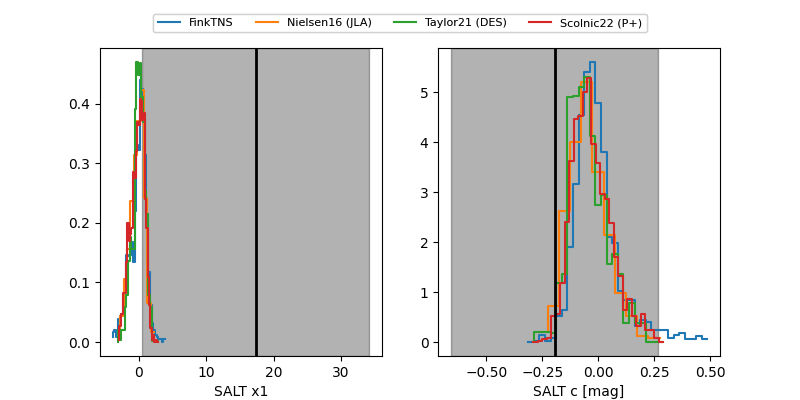 FinkTNS Nielsen16 (JLA) Taylor21 (DES) Scolnic22 (P+)
0.4
0.3
0.2
0.1
0.0
0 10 20 30
SALT x1
5
4
3
2
1
0
−0.50 −0.25 0.00 0.25 0.50
SALT c [mag]